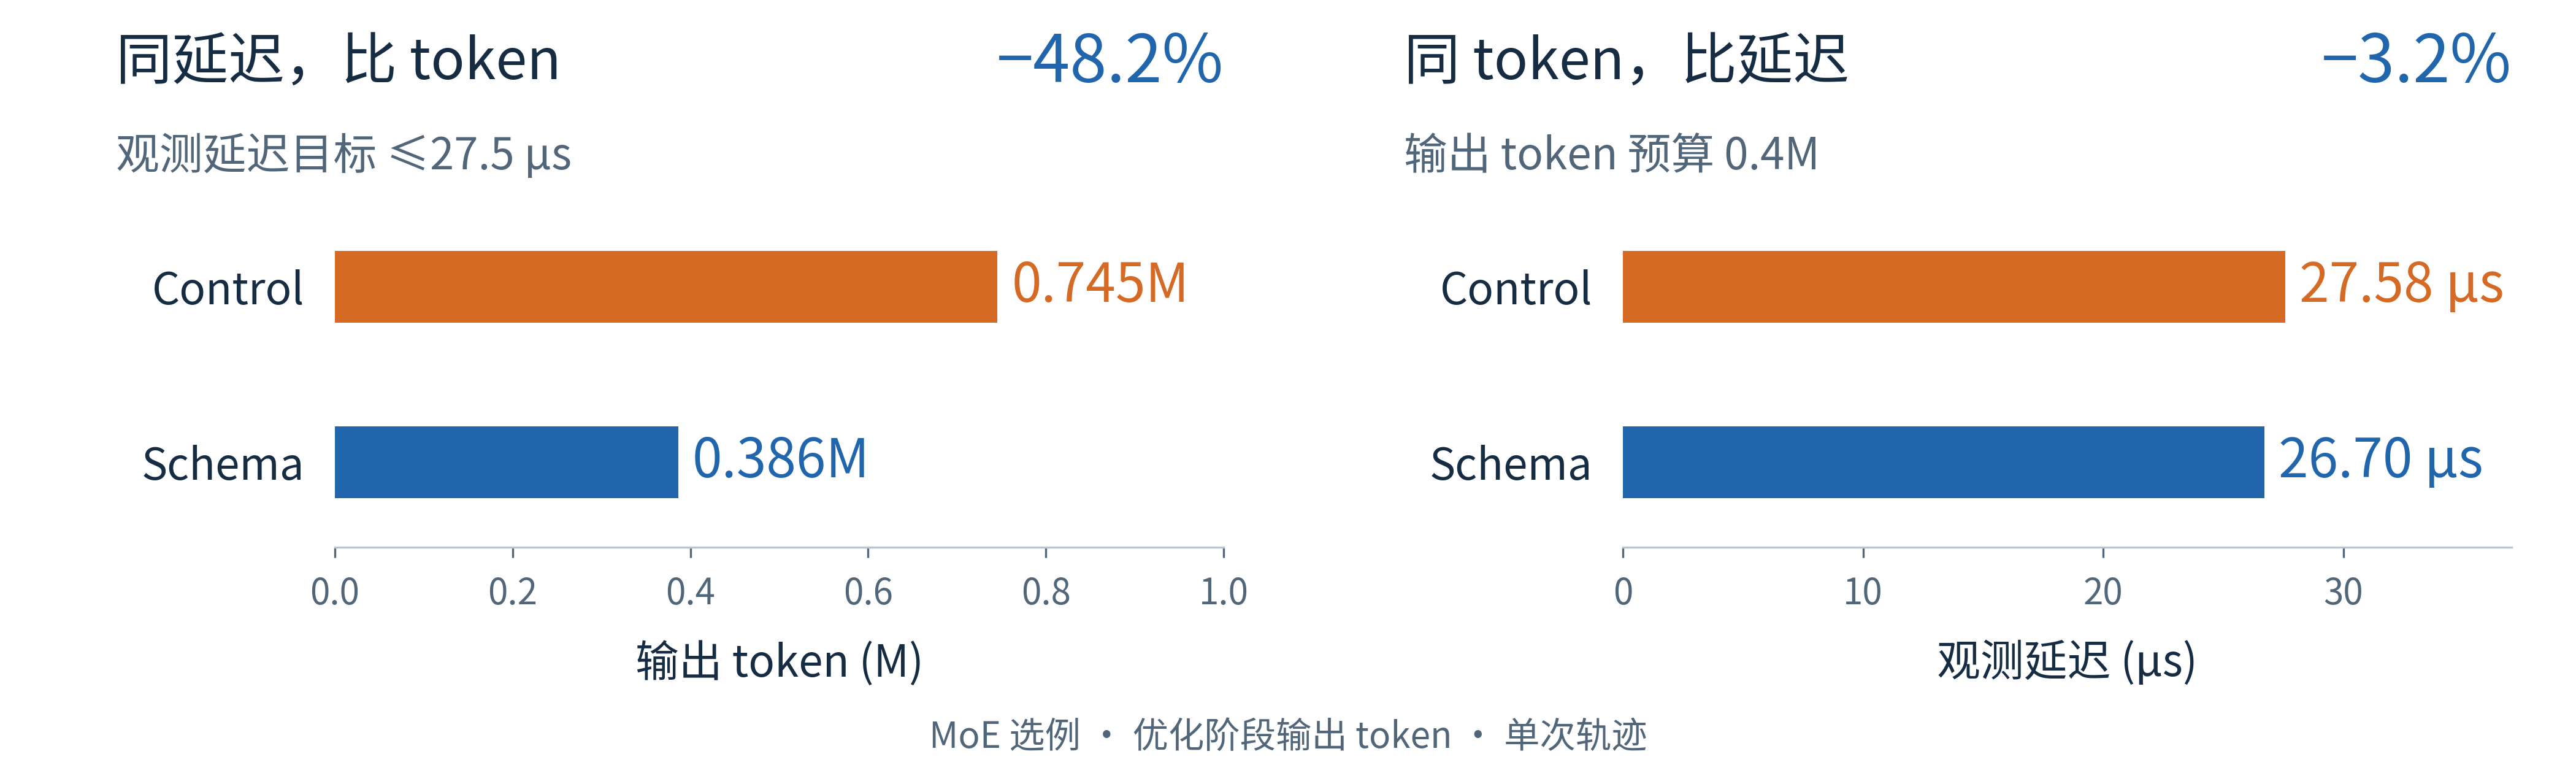 同延迟，比 token
−48.2%
观测延迟目标 ≤27.5 µs
Control
0.745M
Schema
0.386M
0.0 0.2 0.4 0.6 0.8 1.0
输出 token (M)
同 token，比延迟
−3.2%
输出 token 预算 0.4M
Control
27.58 µs
Schema
26.70 µs
0 10 20 30
观测延迟 (µs)
MoE 选例 · 优化阶段输出 token · 单次轨迹